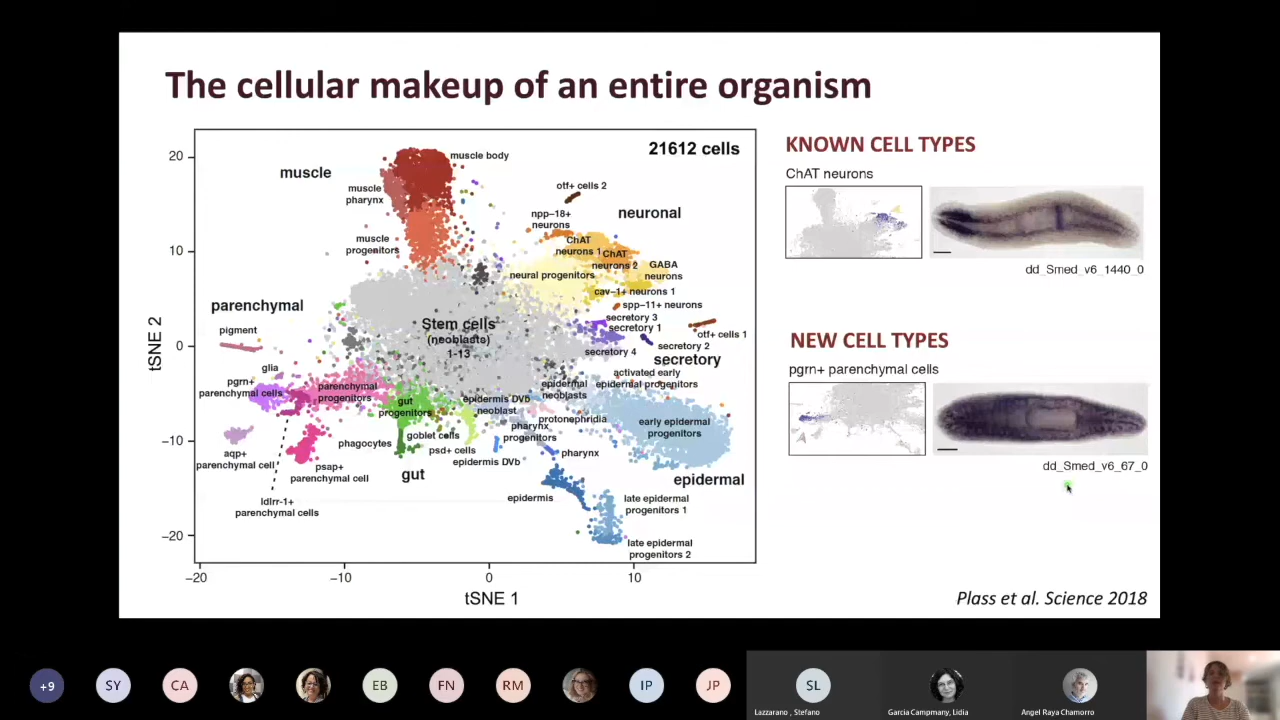 The cellular makeup of an entire organism
21612 cells
muscle
muscle body
muscle
pharynx
muscle
progenitors
otf+ cells 2
npp–18+
neurons
neuronal
ChAT
neurons 1
ChAT
neurons 2
GABA
neurons
neural progenitors
cav–1+ neurons 1
spp–11+ neurons
parenchymal
pigment
Stem cells
(neoblasts)
1-13
secretory 3
secretory 1
otf+ cells 1
secretory 2
secretory 4
secretory
glia
pgrn+
parenchymal cells
parenchymal
progenitors
gut
progenitors
epidermal
neoblasts
activated early
epidermal progenitors
epidermis DVb
neoblast
protonephridia
early epidermal
progenitors
pharynx
progenitors
phagocytes
goblet cells
psd+ cells
epidermis DVb
pharynx
aqp+
parenchymal cell
psap+
parenchymal cell
gut
epidermal
ldlrr-1+
parenchymal cells
epidermis
late epidermal
progenitors 1
late epidermal
progenitors 2
20
10
0
–10
–20
tSNE 2
–20
–10
0
10
tSNE 1
KNOWN CELL TYPES
ChAT neurons
dd_Smed_v6_1440_0
NEW CELL TYPES
pgrn+ parenchymal cells
dd_Smed_v6_67_0
Plass et al. Science 2018
+9
SY
CA
EB
FN
RM
IP
JP
SL
Lazzarano , Stefano
Garcia Campmany, Lidia
Angel Raya Chamorro